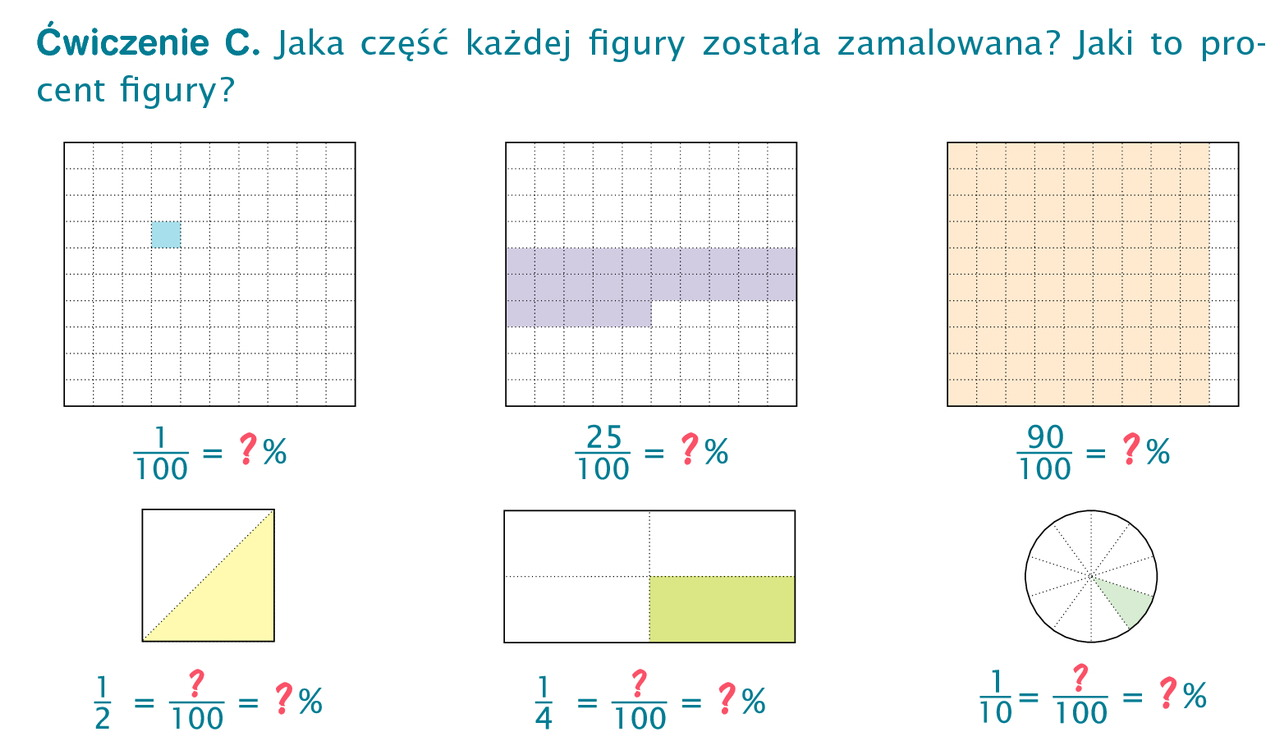 Ćwiczenie C. Jaka część każdej figury została zamalowana? Jaki to pro-
cent figury?
1/100 = ?%
25/100 = ?%
90/100 = ?%
1/2 = ?/100 = ?%
1/4 = ?/100 = ?%
1/10 = ?/100 = ?%